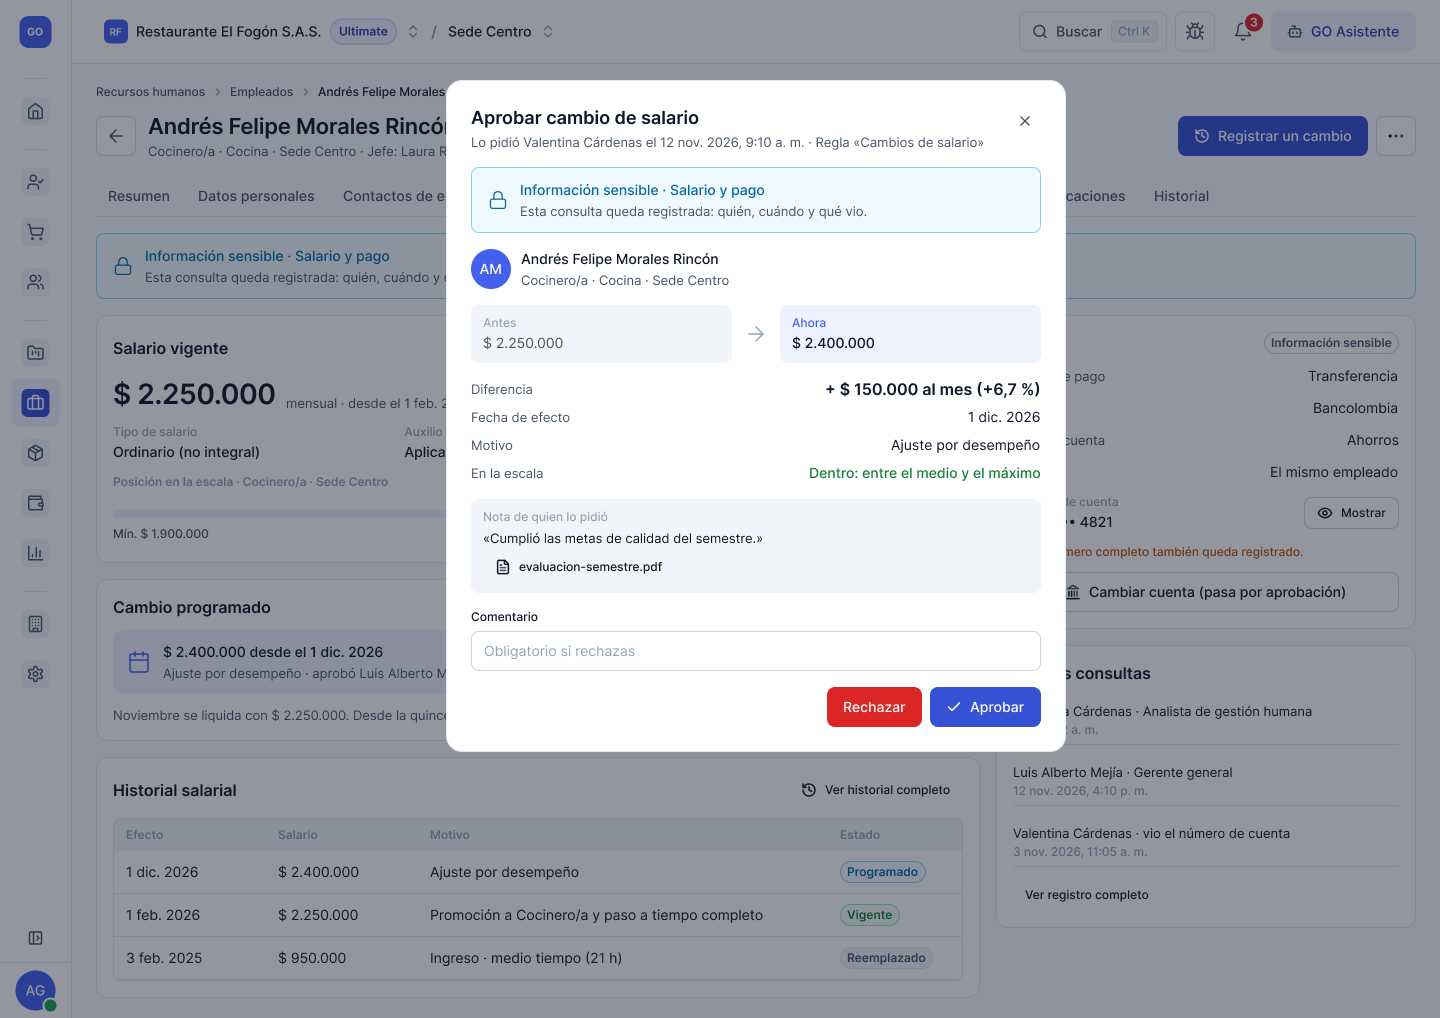 GO
RF Restaurante El Fogón S.A.S. Ultimate / Sede Centro
Buscar Ctrl K
3
GO Asistente
Recursos humanos > Empleados > Andrés Felipe Morales
Andrés Felipe Morales Rincó
Cocinero/a · Cocina · Sede Centro · Jefe: Laura R
Registrar un cambio
Resumen Datos personales Contactos de e caciones Historial
Información sensible · Salario y pago
Esta consulta queda registrada: quién, cuándo y
Salario vigente
$ 2.250.000 mensual · desde el 1 feb. 2
Tipo de salario
Ordinario (no integral)
Auxilio
Aplica
Posición en la escala · Cocinero/a · Sede Centro
Mín. $ 1.900.000
Cambio programado
$ 2.400.000 desde el 1 dic. 2026
Ajuste por desempeño · aprobó Luis Alberto M
Noviembre se liquida con $ 2.250.000. Desde la quince
Historial salarial
Ver historial completo
Efecto Salario Motivo Estado
1 dic. 2026 $ 2.400.000 Ajuste por desempeño Programado
1 feb. 2026 $ 2.250.000 Promoción a Cocinero/a y paso a tiempo completo Vigente
3 feb. 2025 $ 950.000 Ingreso · medio tiempo (21 h) Reemplazado
Aprobar cambio de salario
Lo pidió Valentina Cárdenas el 12 nov. 2026, 9:10 a. m. · Regla «Cambios de salario»
Información sensible · Salario y pago
Esta consulta queda registrada: quién, cuándo y qué vio.
AM
Andrés Felipe Morales Rincón
Cocinero/a · Cocina · Sede Centro
Antes
$ 2.250.000
Ahora
$ 2.400.000
Diferencia + $ 150.000 al mes (+6,7 %)
Fecha de efecto 1 dic. 2026
Motivo Ajuste por desempeño
En la escala Dentro: entre el medio y el máximo
Nota de quien lo pidió
«Cumplió las metas de calidad del semestre.»
evaluacion-semestre.pdf
Comentario
Obligatorio si rechazas
Rechazar
Aprobar
Información sensible
e pago Transferencia
Bancolombia
cuenta Ahorros
El mismo empleado
de cuenta
•• 4821
Mostrar
mero completo también queda registrado.
Cambiar cuenta (pasa por aprobación)
s consultas
a Cárdenas · Analista de gestión humana
2 a. m.
Luis Alberto Mejía · Gerente general
12 nov. 2026, 4:10 p. m.
Valentina Cárdenas · vio el número de cuenta
3 nov. 2026, 11:05 a. m.
Ver registro completo
AG